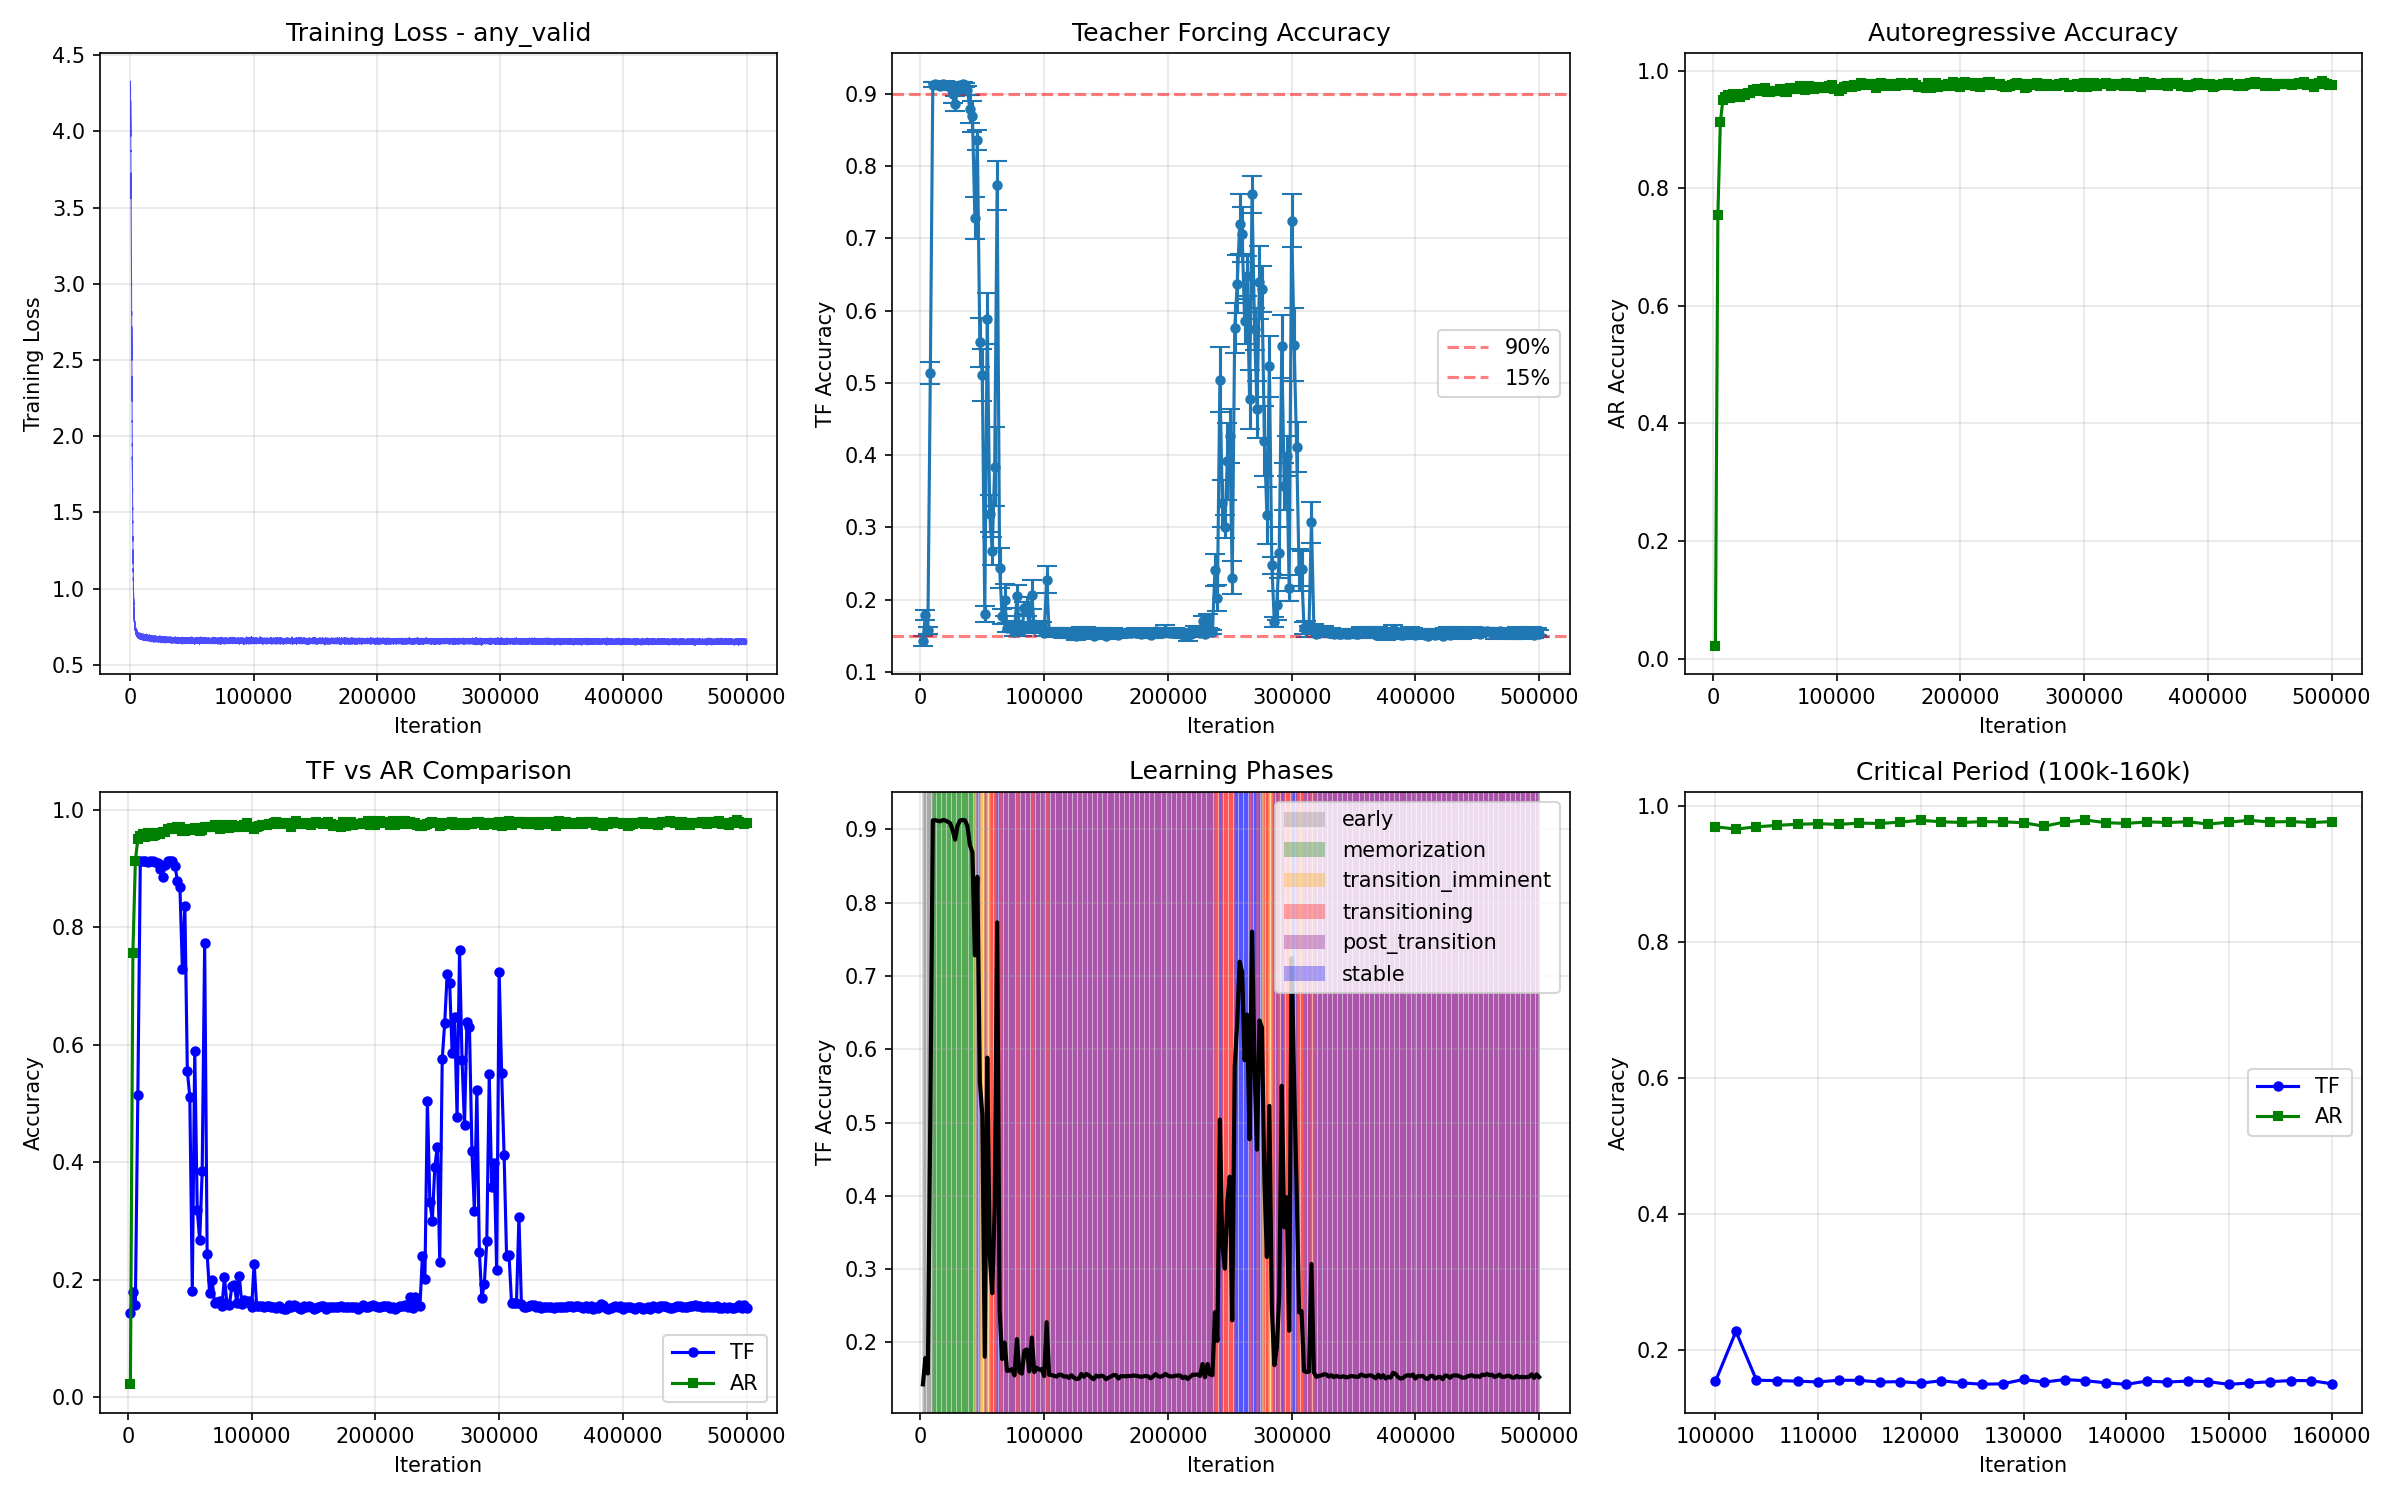 Training Loss - any_valid
Training Loss
4.5
4.0
3.5
3.0
2.5
2.0
1.5
1.0
0.5
0 100000 200000 300000 400000 500000
Iteration
Teacher Forcing Accuracy
TF Accuracy
0.9
0.8
0.7
0.6
0.5
0.4
0.3
0.2
0.1
90%
15%
0 100000 200000 300000 400000 500000
Iteration
Autoregressive Accuracy
AR Accuracy
1.0
0.8
0.6
0.4
0.2
0.0
0 100000 200000 300000 400000 500000
Iteration
TF vs AR Comparison
Accuracy
1.0
0.8
0.6
0.4
0.2
0.0
TF
AR
0 100000 200000 300000 400000 500000
Iteration
Learning Phases
TF Accuracy
0.9
0.8
0.7
0.6
0.5
0.4
0.3
0.2
early
memorization
transition_imminent
transitioning
post_transition
stable
0 100000 200000 300000 400000 500000
Iteration
Critical Period (100k-160k)
Accuracy
1.0
0.8
0.6
0.4
0.2
TF
AR
100000 110000 120000 130000 140000 150000 160000
Iteration